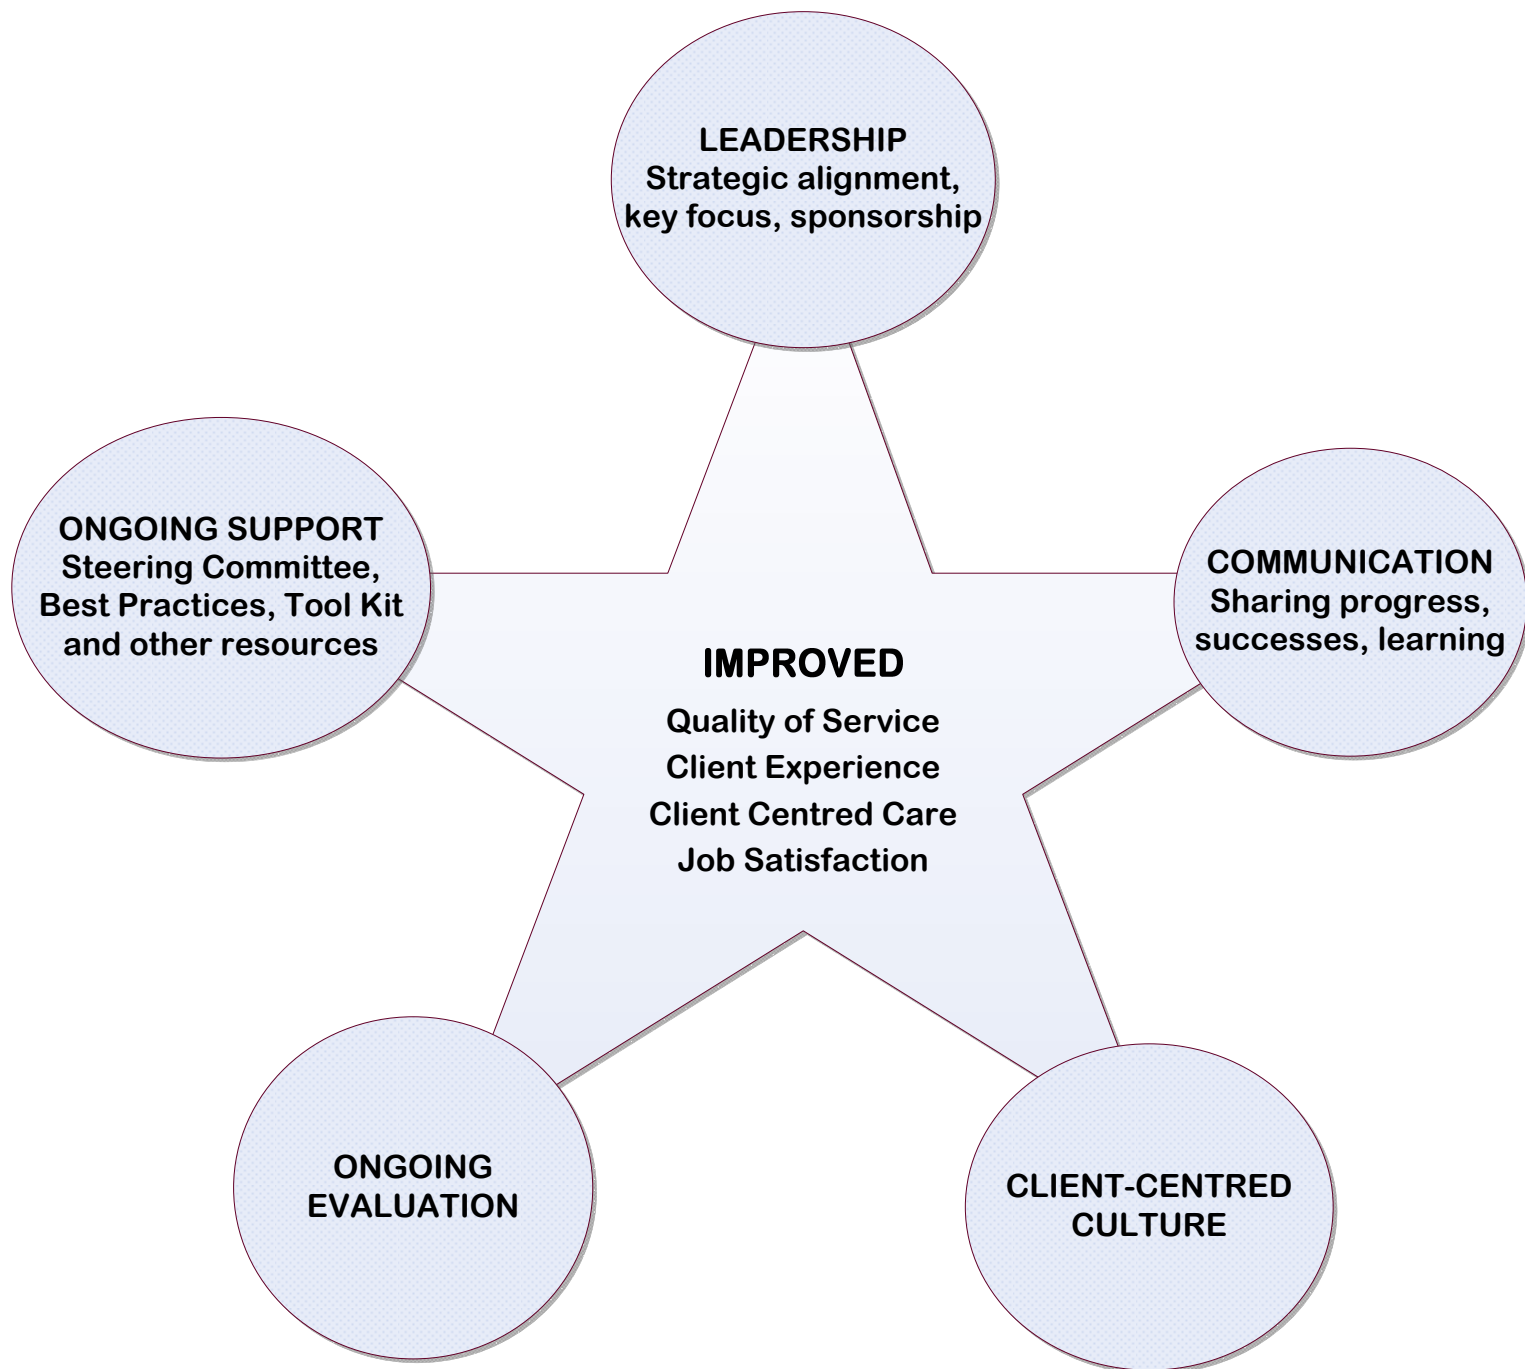 LEADERSHIP
Strategic alignment,
key focus, sponsorship
ONGOING SUPPORT
Steering Committee,
Best Practices, Tool Kit
and other resources
COMMUNICATION
Sharing progress,
successes, learning
IMPROVED
Quality of Service
Client Experience
Client Centred Care
Job Satisfaction
ONGOING
EVALUATION
CLIENT-CENTRED
CULTURE